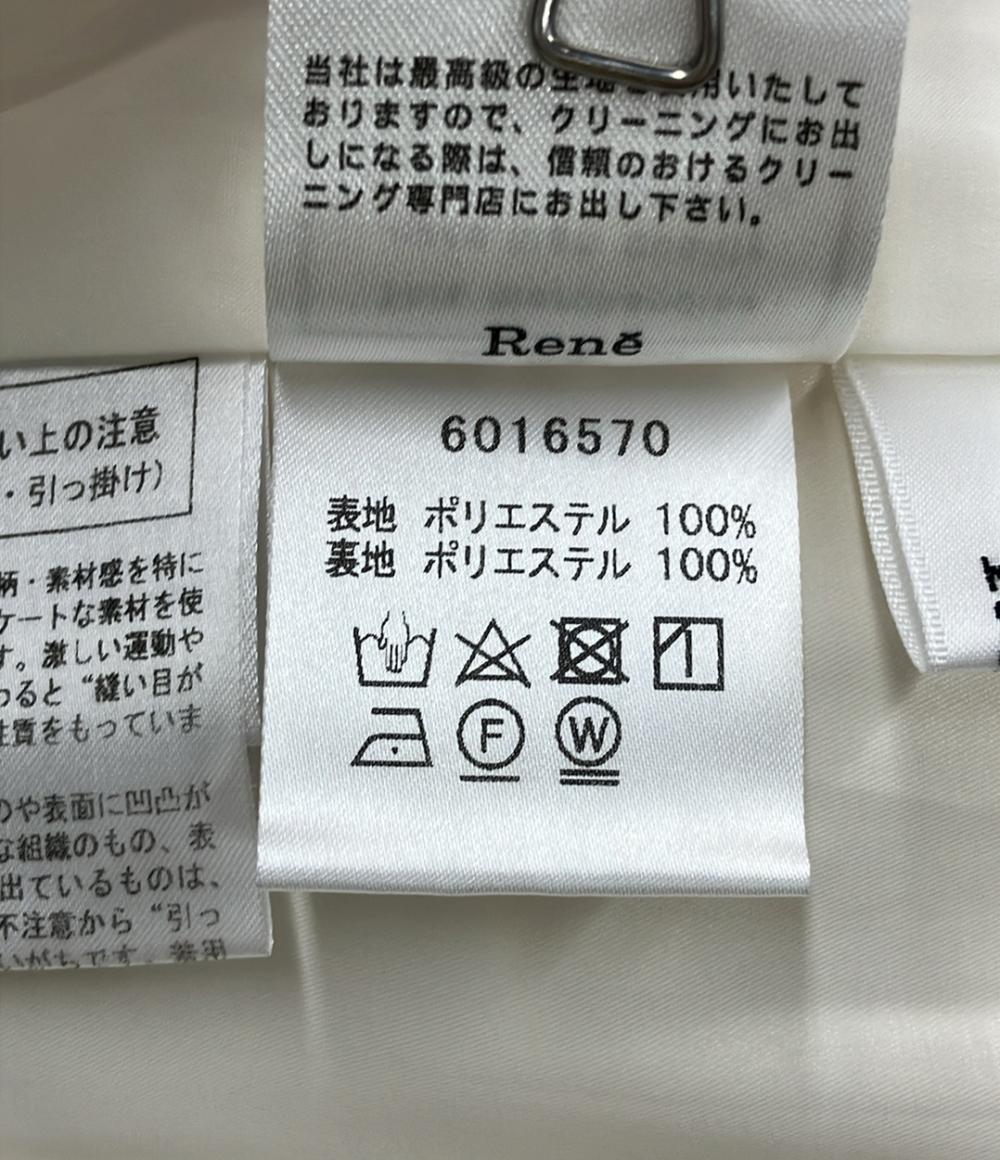 当社は最高級の生地を使用いたして
おりますので、クリーニングにお出
しになる際は、信頼のおけるクリー
ニング専門店にお出し下さい。
René
6016570
表地 ポリエステル 100%
裏地 ポリエステル 100%
F W
い上の注意
・引っ掛け）
柄・素材感を特に
ケートな素材を使
す。激しい運動や
わると“縫い目が
性質をもっていま
のや表面に凹凸が
な組織のもの、表
出ているものは、
不注意から“引っ